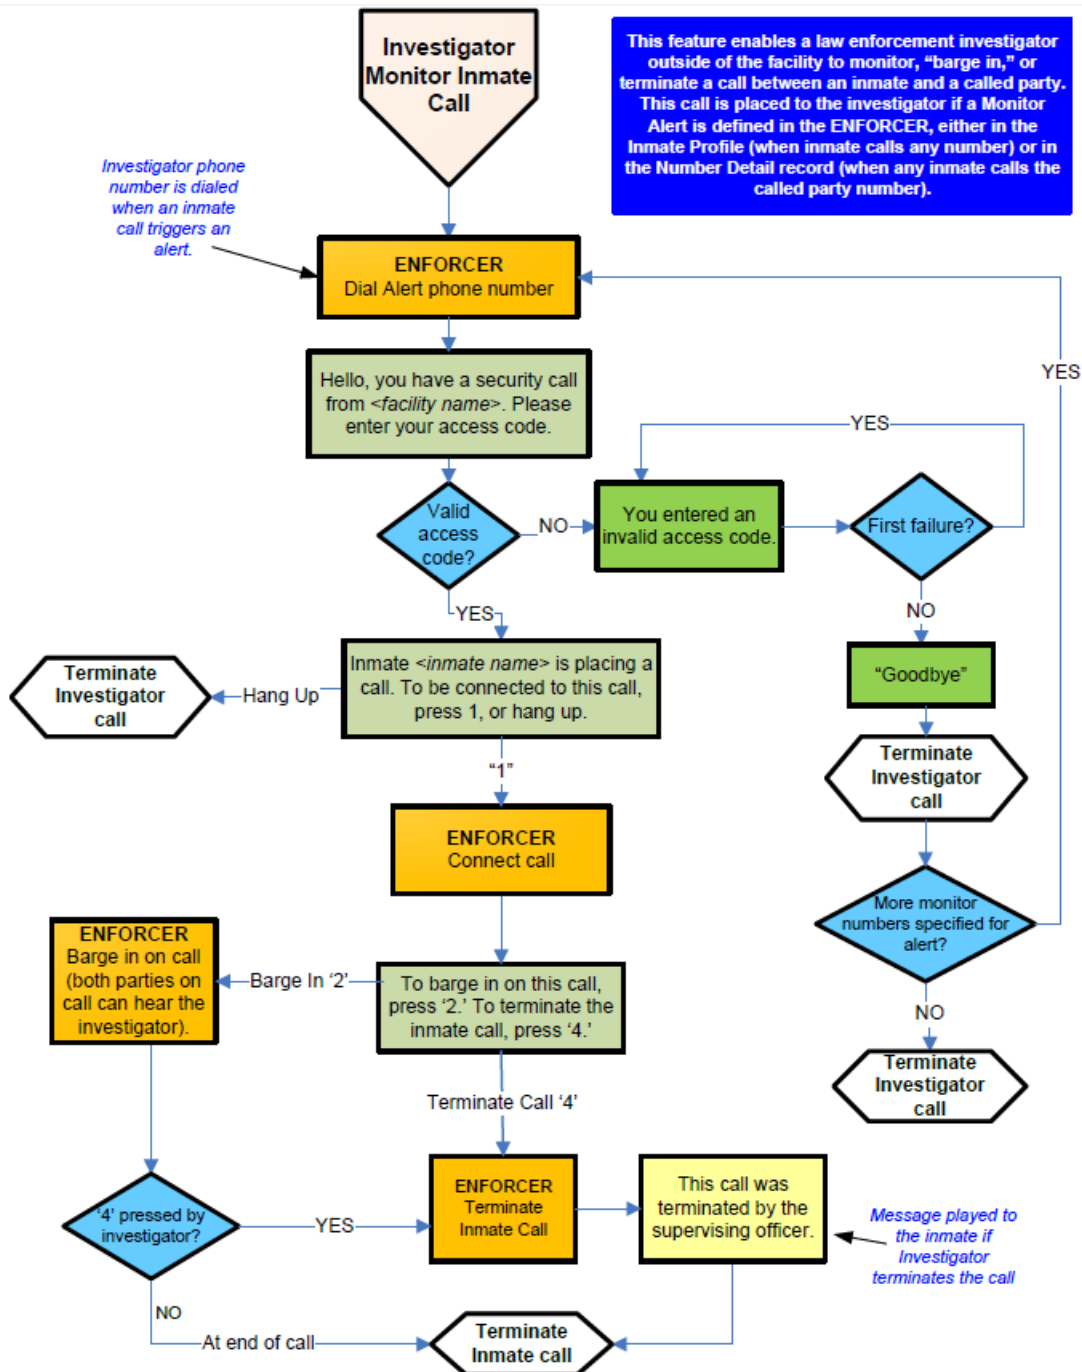 Investigator
Monitor Inmate
Call
This feature enables a law enforcement investigator
outside of the facility to monitor, “barge in,” or
terminate a call between an inmate and a called party.
This call is placed to the investigator if a Monitor
Alert is defined in the ENFORCER, either in the
Inmate Profile (when inmate calls any number) or in
the Number Detail record (when any inmate calls the
called party number).
Investigator phone
number is dialed
when an inmate
call triggers an
alert.
ENFORCER
Dial Alert phone number
YES
Hello, you have a security call
from <facility name>. Please
enter your access code.
YES
Valid
access
code?
NO
You entered an
invalid access code.
First failure?
YES
NO
Inmate <inmate name> is placing a
call. To be connected to this call,
press 1, or hang up.
Hang Up
Terminate
Investigator
call
“Goodbye”
Terminate
Investigator
call
“1”
ENFORCER
Connect call
More monitor
numbers specified for
alert?
ENFORCER
Barge in on call
(both parties on
call can hear the
investigator).
Barge In ‘2’
To barge in on this call,
press ‘2.’ To terminate the
inmate call, press ‘4.’
NO
Terminate
Investigator
call
Terminate Call ‘4’
‘4’ pressed by
investigator?
YES
ENFORCER
Terminate
Inmate Call
This call was
terminated by the
supervising officer.
Message played to
the inmate if
Investigator
terminates the call
NO
At end of call
Terminate
Inmate call